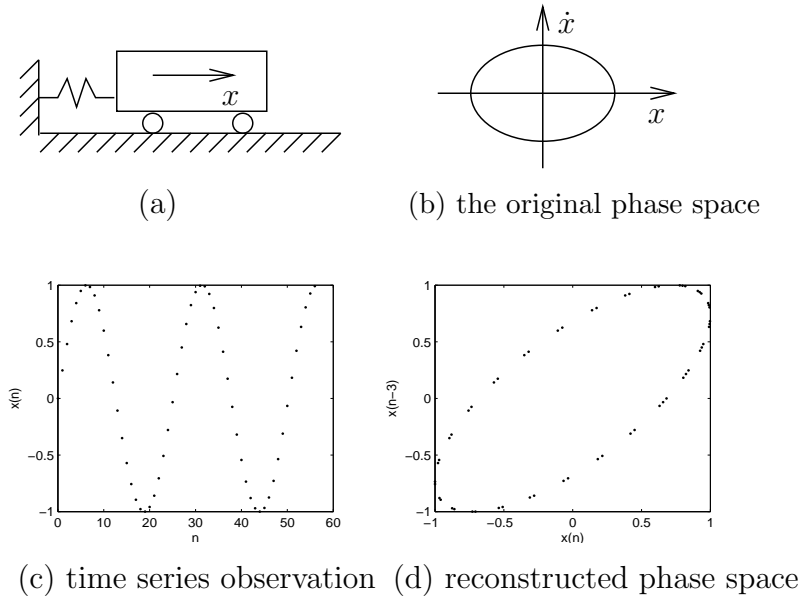 x
ẋ
x
(a)
(b) the original phase space
1
0.5
0
−0.5
−1
0 10 20 30 40 50 60
x(n)
n
1
0.5
0
−0.5
−1
−1 −0.5 0 0.5 1
x(n−3)
x(n)
(c) time series observation
(d) reconstructed phase space